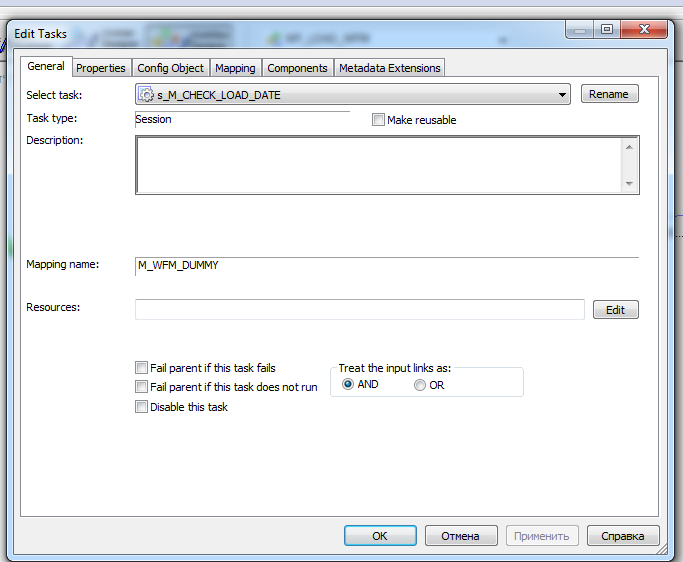 Edit Tasks
General Properties Config Object Mapping Components Metadata Extensions
Select task: s_M_CHECK_LOAD_DATE Rename
Task type: Session Make reusable
Description:
Mapping name: M_WFM_DUMMY
Resources: Edit
Fail parent if this task fails
Fail parent if this task does not run
Disable this task
Treat the input links as:
AND OR
OK Отмена Применить Справка